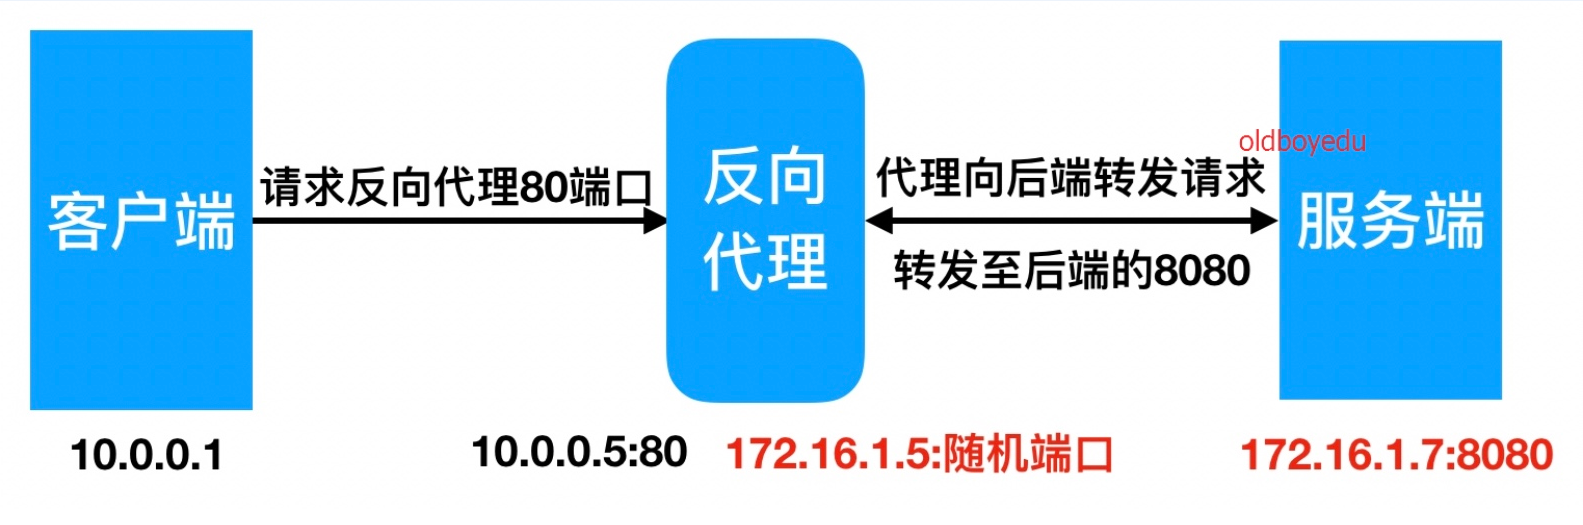 客户端
请求反向代理80端口
反向
代理
代理向后端转发请求
转发至后端的8080
oldboyedu
服务端
10.0.0.1
10.0.0.5:80
172.16.1.5:随机端口
172.16.1.7:8080